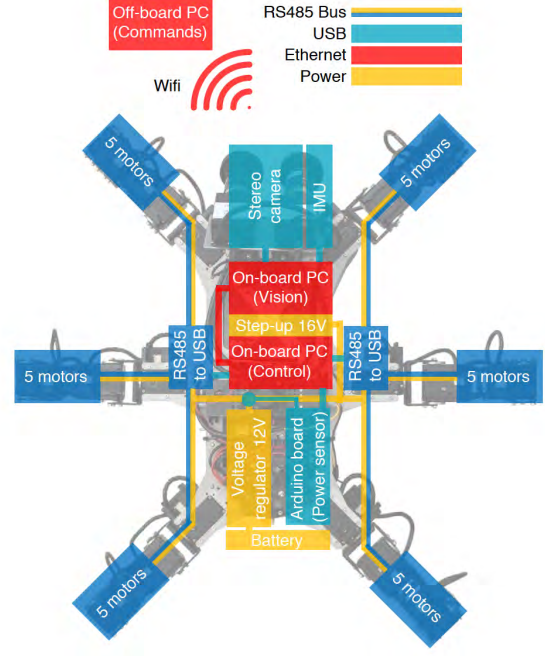 Off-board PC
(Commands)
RS485 Bus
USB
Ethernet
Power
Wifi
5 motors
5 motors
Stereo
camera
IMU
On-board PC
(Vision)
Step-up 16V
On-board PC
(Control)
RS485
to USB
RS485
to USB
5 motors
5 motors
Voltage
regulator 12V
Arduino board
(Power sensor)
Battery
5 motors
5 motors